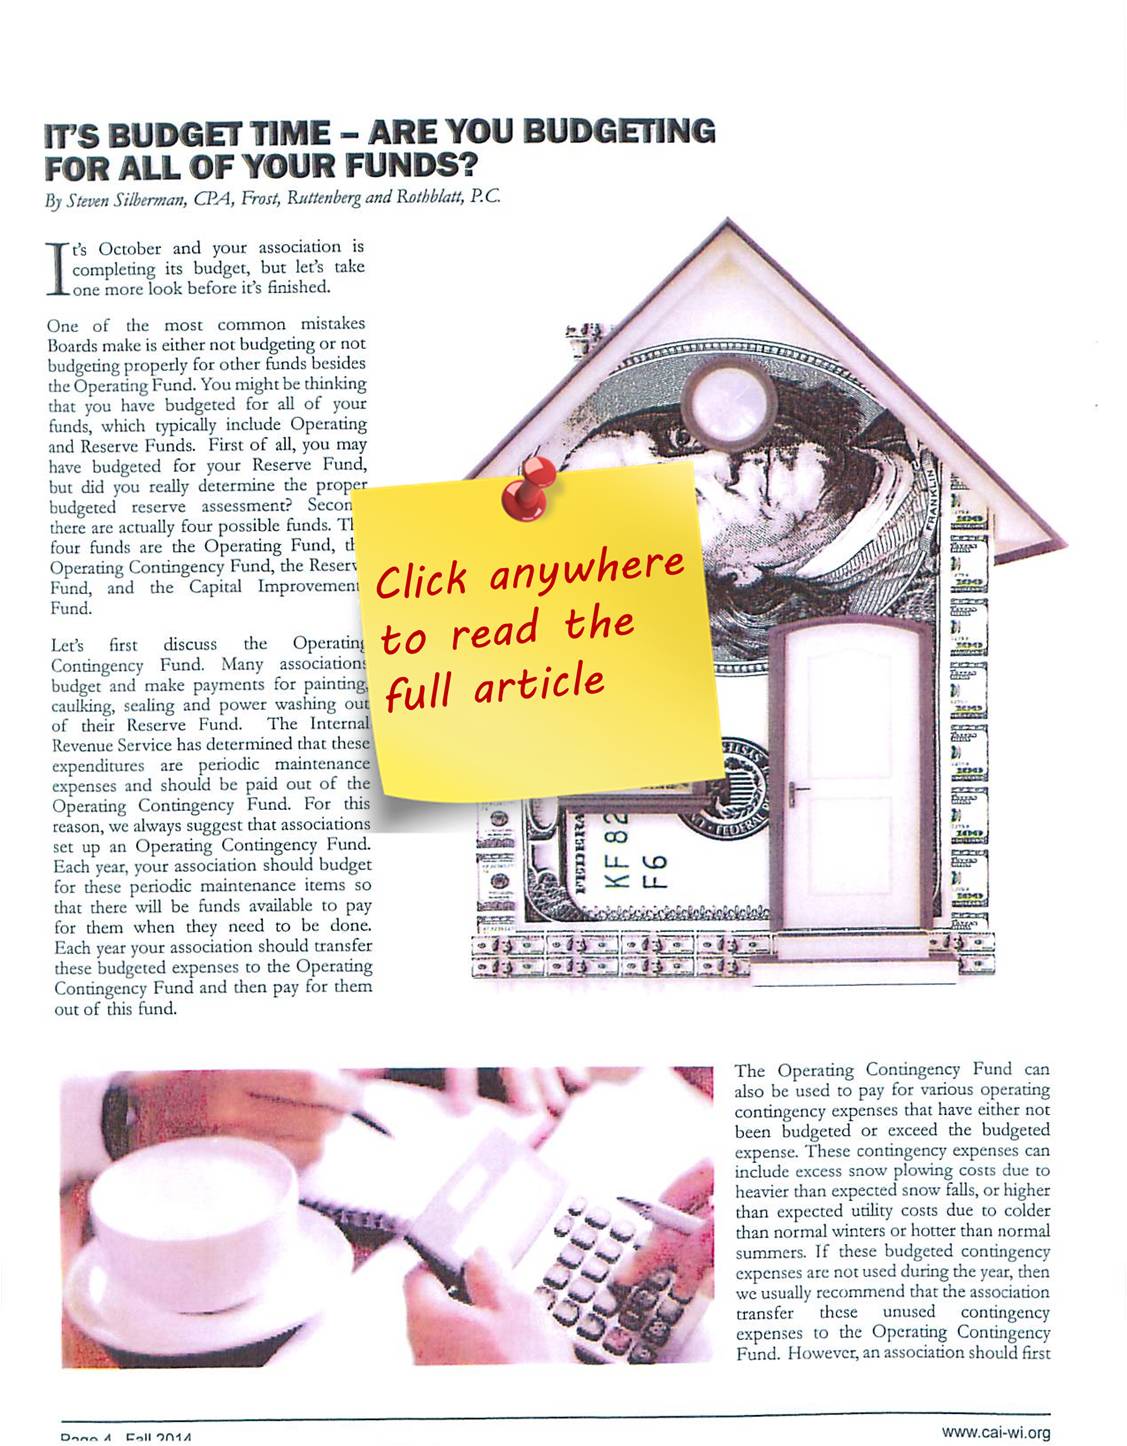 IT'S BUDGET TIME – ARE YOU BUDGETING
FOR ALL OF YOUR FUNDS?
By Steven Silberman, CPA, Frost, Ruttenberg and Rothblatt, P.C.
It's October and your association is
completing its budget, but let's take
one more look before it's finished.
One of the most common mistakes
Boards make is either not budgeting or not
budgeting properly for other funds besides
the Operating Fund. You might be thinking
that you have budgeted for all of your
funds, which typically include Operating
and Reserve Funds. First of all, you may
have budgeted for your Reserve Fund,
but did you really determine the proper
budgeted reserve assessment? Secon
there are actually four possible funds. Th
four funds are the Operating Fund, th
Operating Contingency Fund, the Reserv
Fund, and the Capital Improvement
Fund.
Let's first discuss the Operating
Contingency Fund. Many associations
budget and make payments for painting,
caulking, sealing and power washing out
of their Reserve Fund. The Internal
Revenue Service has determined that these
expenditures are periodic maintenance
expenses and should be paid out of the
Operating Contingency Fund. For this
reason, we always suggest that associations
set up an Operating Contingency Fund.
Each year, your association should budget
for these periodic maintenance items so
that there will be funds available to pay
for them when they need to be done.
Each year your association should transfer
these budgeted expenses to the Operating
Contingency Fund and then pay for them
out of this fund.
Click anywhere
to read the
full article
FRANKLIN
FEDERA
KF82
F6
The Operating Contingency Fund can
also be used to pay for various operating
contingency expenses that have either not
been budgeted or exceed the budgeted
expense. These contingency expenses can
include excess snow plowing costs due to
heavier than expected snow falls, or higher
than expected utility costs due to colder
than normal winters or hotter than normal
summers. If these budgeted contingency
expenses are not used during the year, then
we usually recommend that the association
transfer these unused contingency
expenses to the Operating Contingency
Fund. However, an association should first
Page 4 Fall 2014
www.cai-wi.org